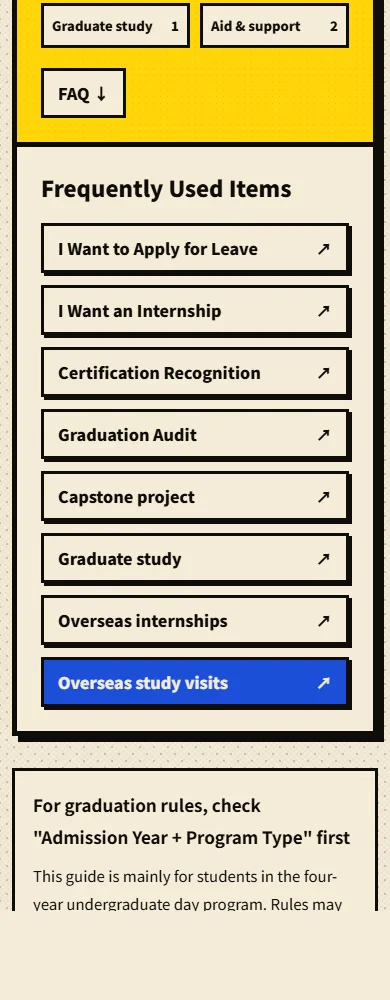 Graduate study 1
Aid & support 2
FAQ ↓
Frequently Used Items
I Want to Apply for Leave ↗
I Want an Internship ↗
Certification Recognition ↗
Graduation Audit ↗
Capstone project ↗
Graduate study ↗
Overseas internships ↗
Overseas study visits ↗
For graduation rules, check
"Admission Year + Program Type" first
This guide is mainly for students in the four-
year undergraduate day program. Rules may